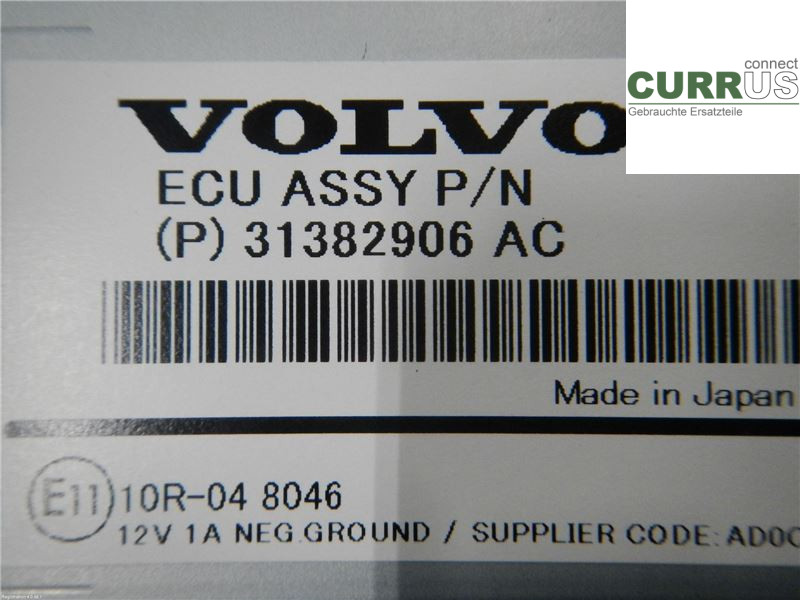 connect
CURRUS
Gebrauchte Ersatzteile
VOLVO
ECU ASSY P/N
(P) 31382906 AC
Made in Japan
E11 10R-04 8046
12V 1A NEG.GROUND / SUPPLIER CODE: AD0C